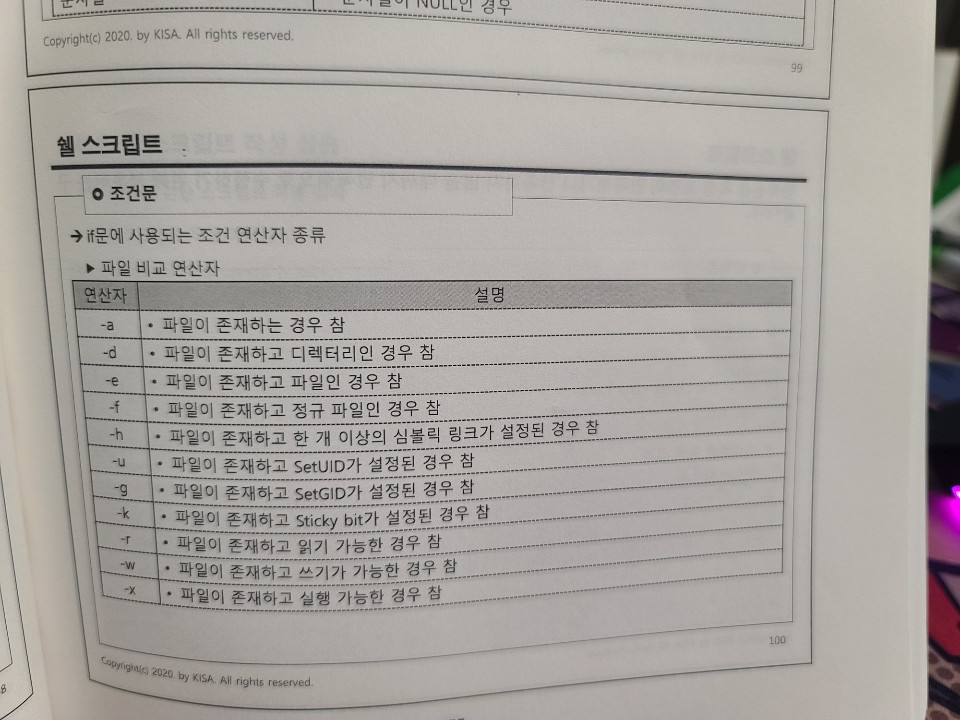 문자열이 NULL인 경우
Copyright(c) 2020. by KISA. All rights reserved.
99
쉘 스크립트
조건문
→ if문에 사용되는 조건 연산자 종류
▶ 파일 비교 연산자
연산자 설명
-a • 파일이 존재하는 경우 참
-d • 파일이 존재하고 디렉터리인 경우 참
-e • 파일이 존재하고 파일인 경우 참
-f • 파일이 존재하고 정규 파일인 경우 참
-h • 파일이 존재하고 한 개 이상의 심볼릭 링크가 설정된 경우 참
-u • 파일이 존재하고 SetUID가 설정된 경우 참
-g • 파일이 존재하고 SetGID가 설정된 경우 참
-k • 파일이 존재하고 Sticky bit가 설정된 경우 참
-r • 파일이 존재하고 읽기 가능한 경우 참
-w • 파일이 존재하고 쓰기가 가능한 경우 참
-x • 파일이 존재하고 실행 가능한 경우 참
100
Copyright(c) 2020. by KISA. All rights reserved.